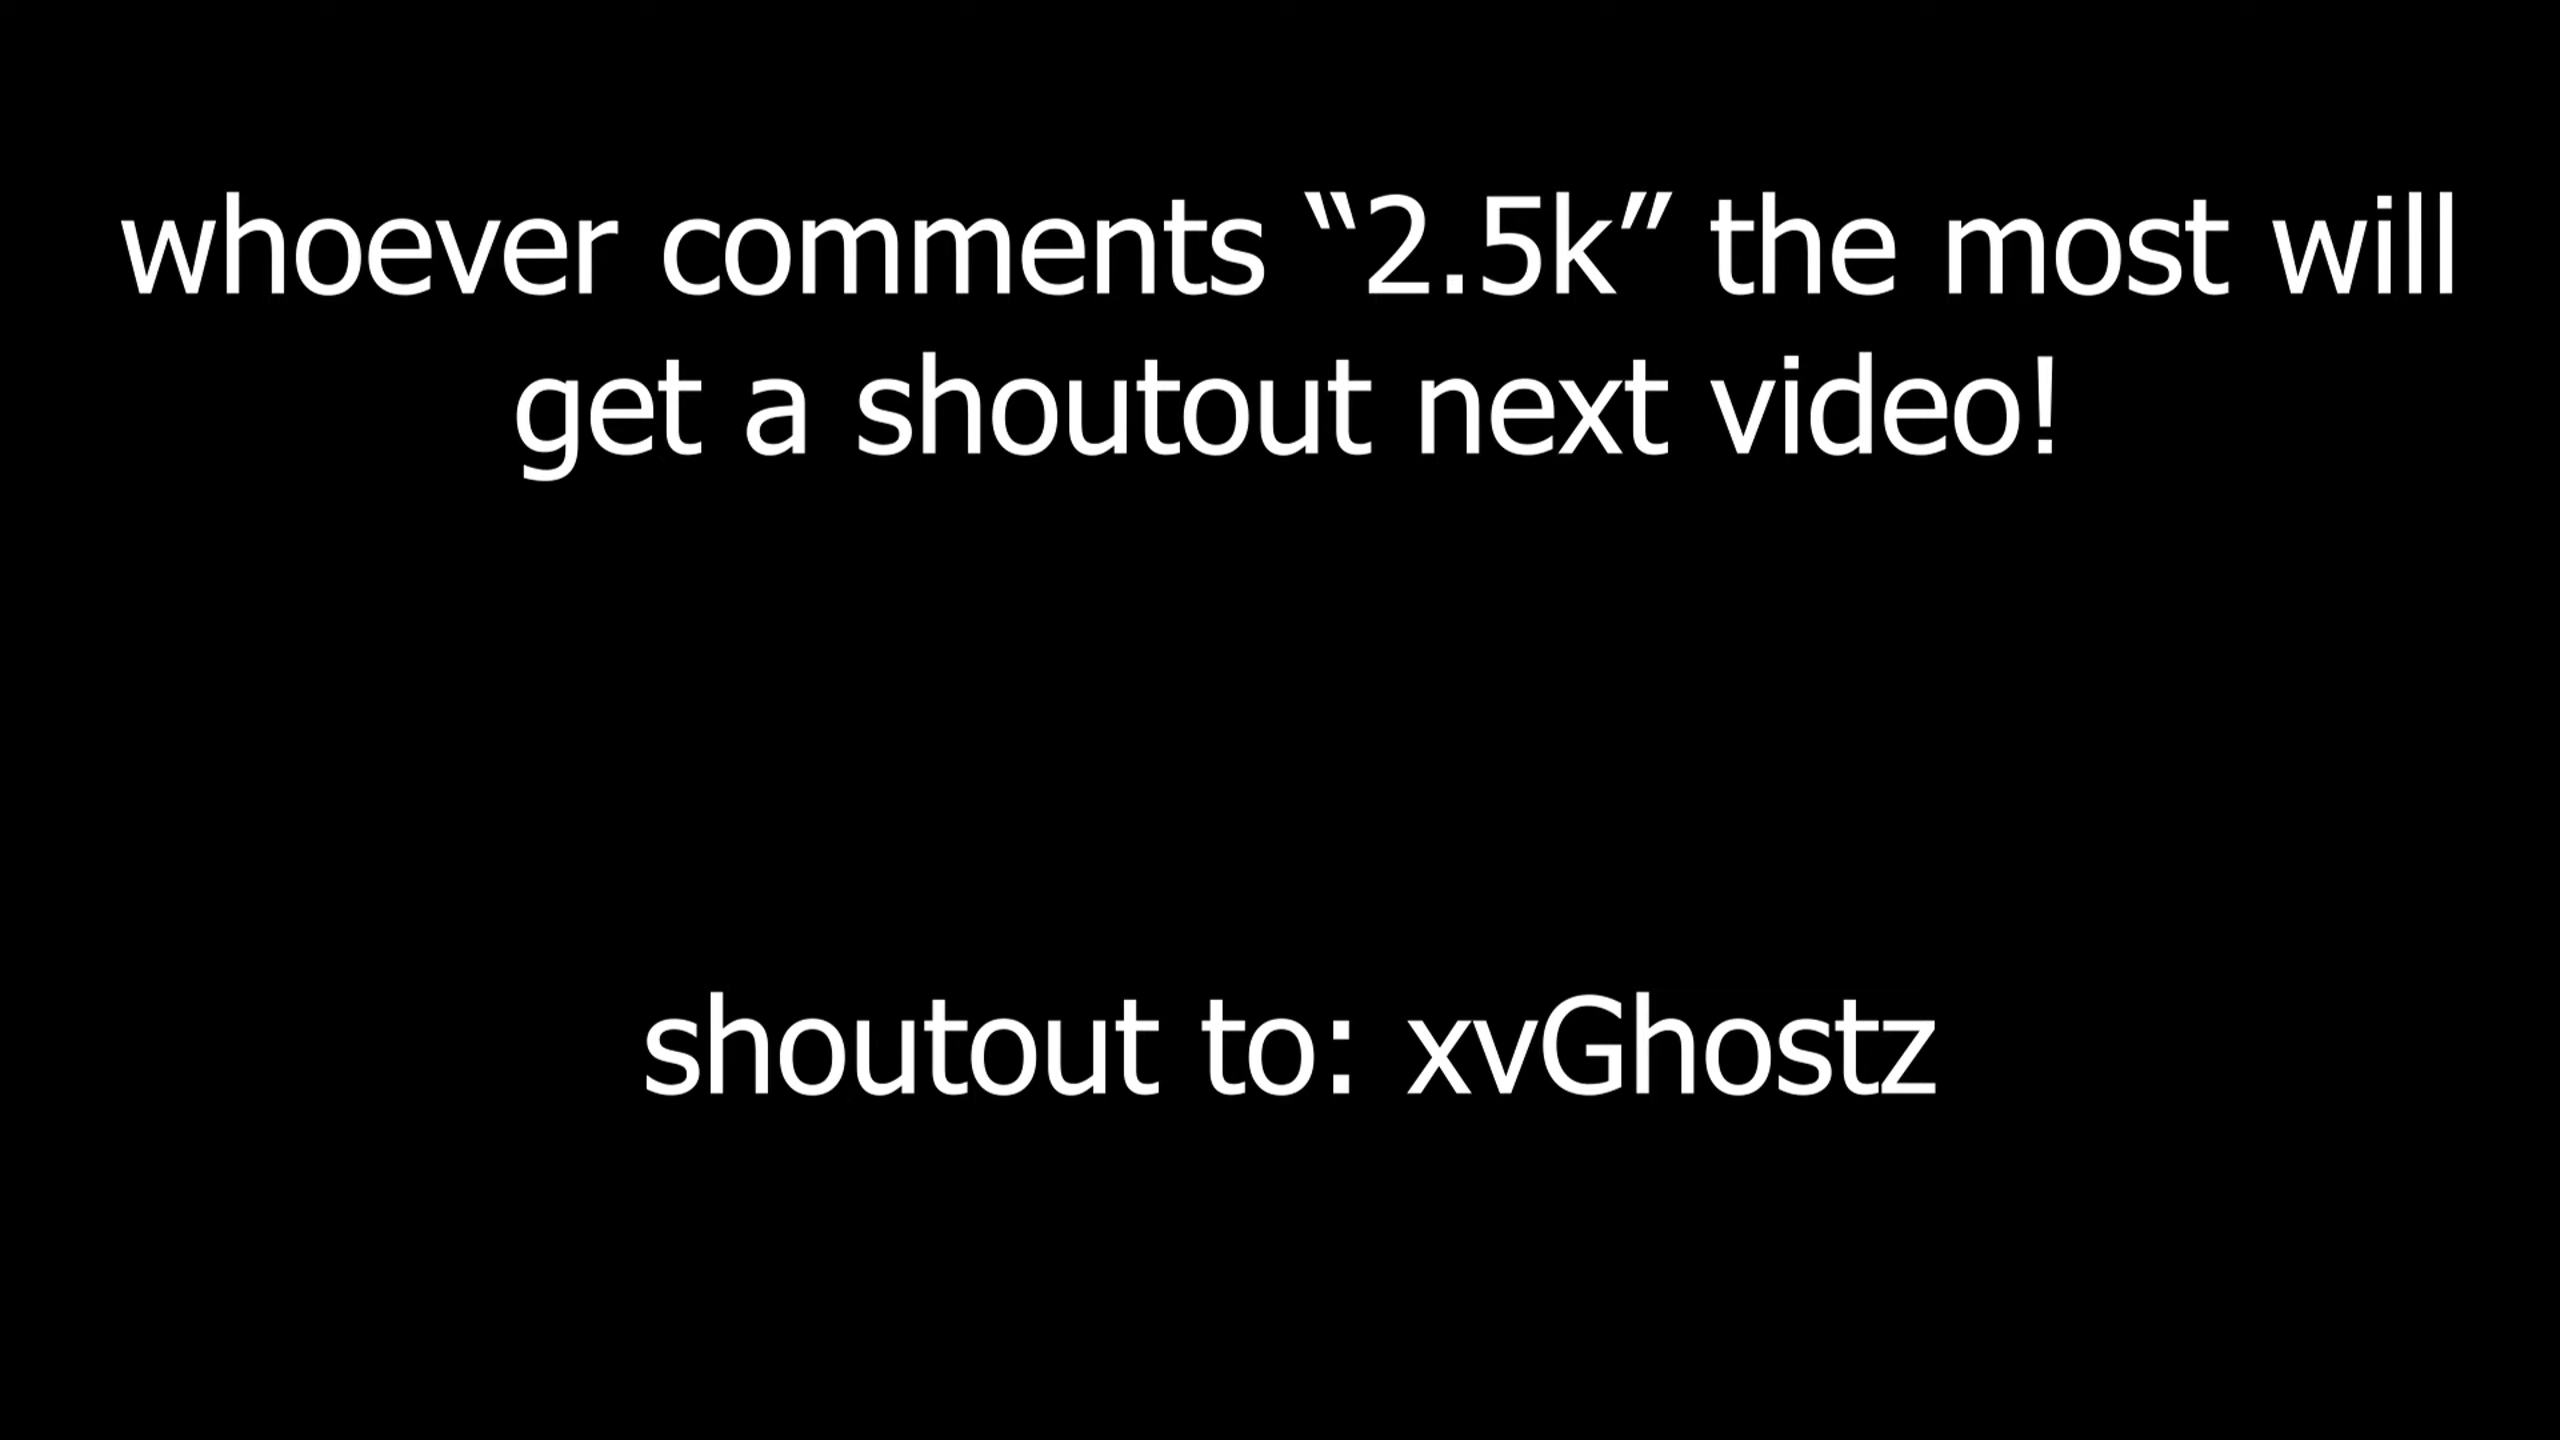 whoever comments “2.5k” the most will
get a shoutout next video!
shoutout to: xvGhostz